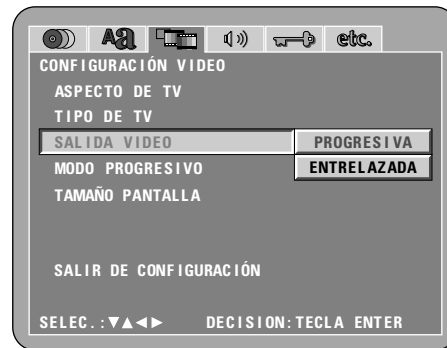 Aa etc.
CONFIGURACIÓN VIDEO
ASPECTO DE TV
TIPO DE TV
SALIDA VIDEO PROGRESIVA
MODO PROGRESIVO ENTRELAZADA
TAMAÑO PANTALLA
SALIR DE CONFIGURACIÓN
SELEC.:▼▲◄► DECISION:TECLA ENTER